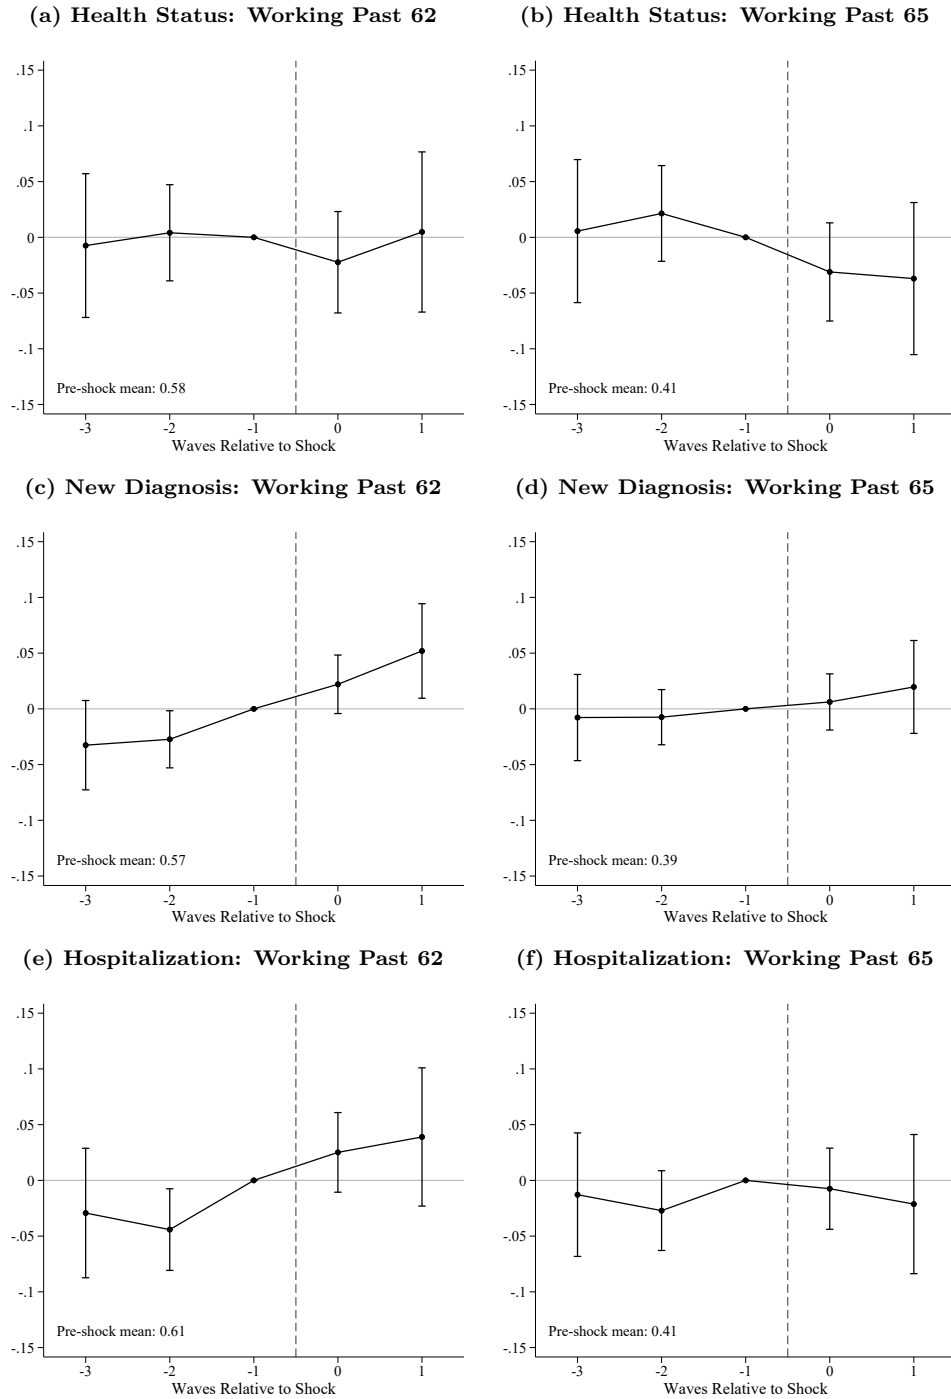 (a) Health Status: Working Past 62
.15
.1
.05
0
-.05
-.1
-.15
Pre-shock mean: 0.58
-3 -2 -1 0 1
Waves Relative to Shock
(b) Health Status: Working Past 65
.15
.1
.05
0
-.05
-.1
-.15
Pre-shock mean: 0.41
-3 -2 -1 0 1
Waves Relative to Shock
(c) New Diagnosis: Working Past 62
.15
.1
.05
0
-.05
-.1
-.15
Pre-shock mean: 0.57
-3 -2 -1 0 1
Waves Relative to Shock
(d) New Diagnosis: Working Past 65
.15
.1
.05
0
-.05
-.1
-.15
Pre-shock mean: 0.39
-3 -2 -1 0 1
Waves Relative to Shock
(e) Hospitalization: Working Past 62
.15
.1
.05
0
-.05
-.1
-.15
Pre-shock mean: 0.61
-3 -2 -1 0 1
Waves Relative to Shock
(f) Hospitalization: Working Past 65
.15
.1
.05
0
-.05
-.1
-.15
Pre-shock mean: 0.41
-3 -2 -1 0 1
Waves Relative to Shock